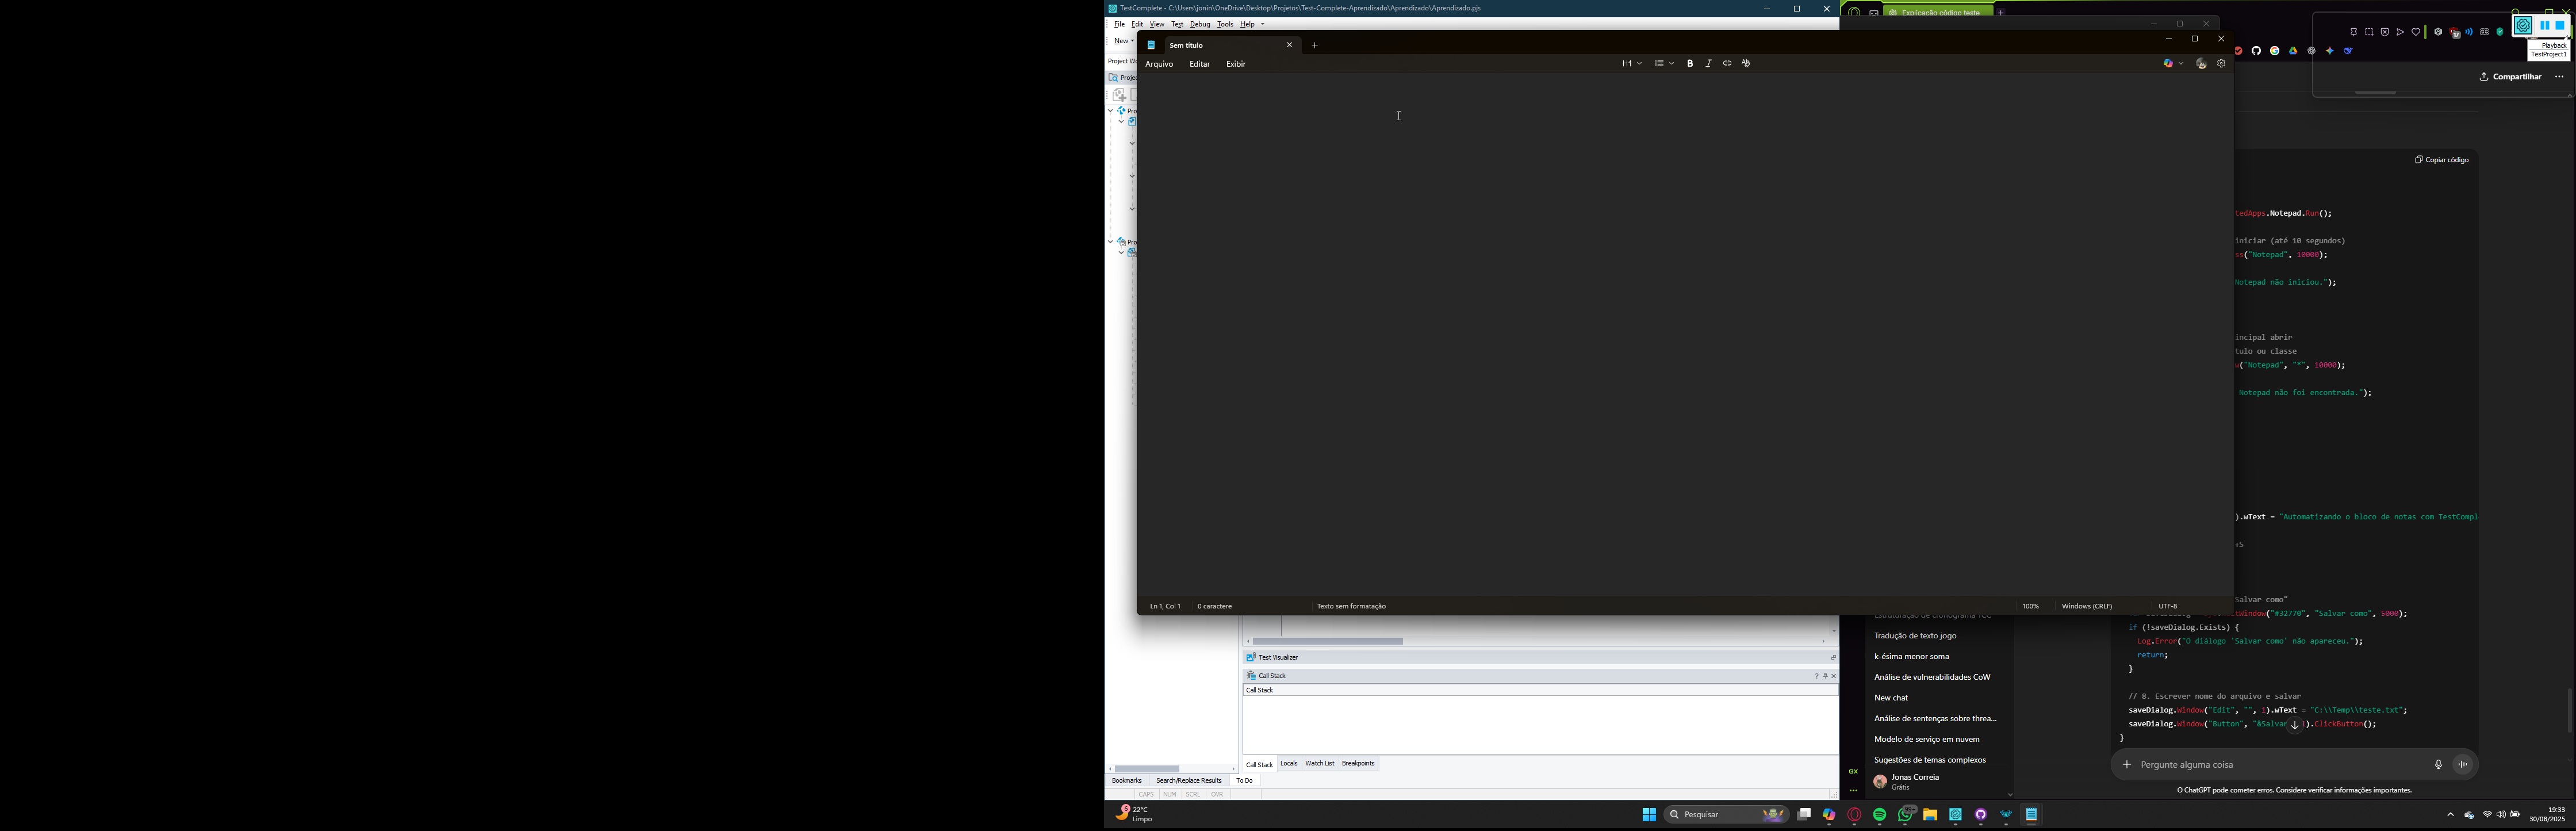 TestComplete - C:\Users\jonin\OneDrive\Desktop\Projetos\Test-Complete-Aprendizado\Aprendizado\Aprendizado.pjs
File Edit View Test Debug Tools Help
New
Project Wo
Projec
Pro
Pro
Sem título
Arquivo Editar Exibir
H1
Ln 1, Col 1
0 caractere
Texto sem formatação
100%
Windows (CRLF)
UTF-8
Test Visualizer
Call Stack
Call Stack
Call Stack Locals Watch List Breakpoints
Bookmarks Search/Replace Results To Do
CAPS NUM SCRL OVR
Explicação código teste
Playback
TestProject1
Compartilhar
Copiar código
tedApps.Notepad.Run();
iniciar (até 10 segundos)
ss("Notepad", 10000);
Notepad não iniciou.");
incipal abrir
tulo ou classe
w("Notepad", "*", 10000);
Notepad não foi encontrada.");
).wText = "Automatizando o bloco de notas com TestCompl
+S
Salvar como"
tWindow("#32770", "Salvar como", 5000);
if (!saveDialog.Exists) {
Log.Error("O diálogo 'Salvar como' não apareceu.");
return;
}
// 8. Escrever nome do arquivo e salvar
saveDialog.Window("Edit", "", 1).wText = "C:\\Temp\\teste.txt";
saveDialog.Window("Button", "&Salvar 1).ClickButton();
}
Tradução de texto jogo
k-ésima menor soma
Análise de vulnerabilidades CoW
New chat
Análise de sentenças sobre threa...
Modelo de serviço em nuvem
Sugestões de temas complexos
Jonas Correia
Grátis
Pergunte alguma coisa
O ChatGPT pode cometer erros. Considere verificar informações importantes.
GX
6
22°C
Limpo
Pesquisar
99+
19:33
30/08/2025